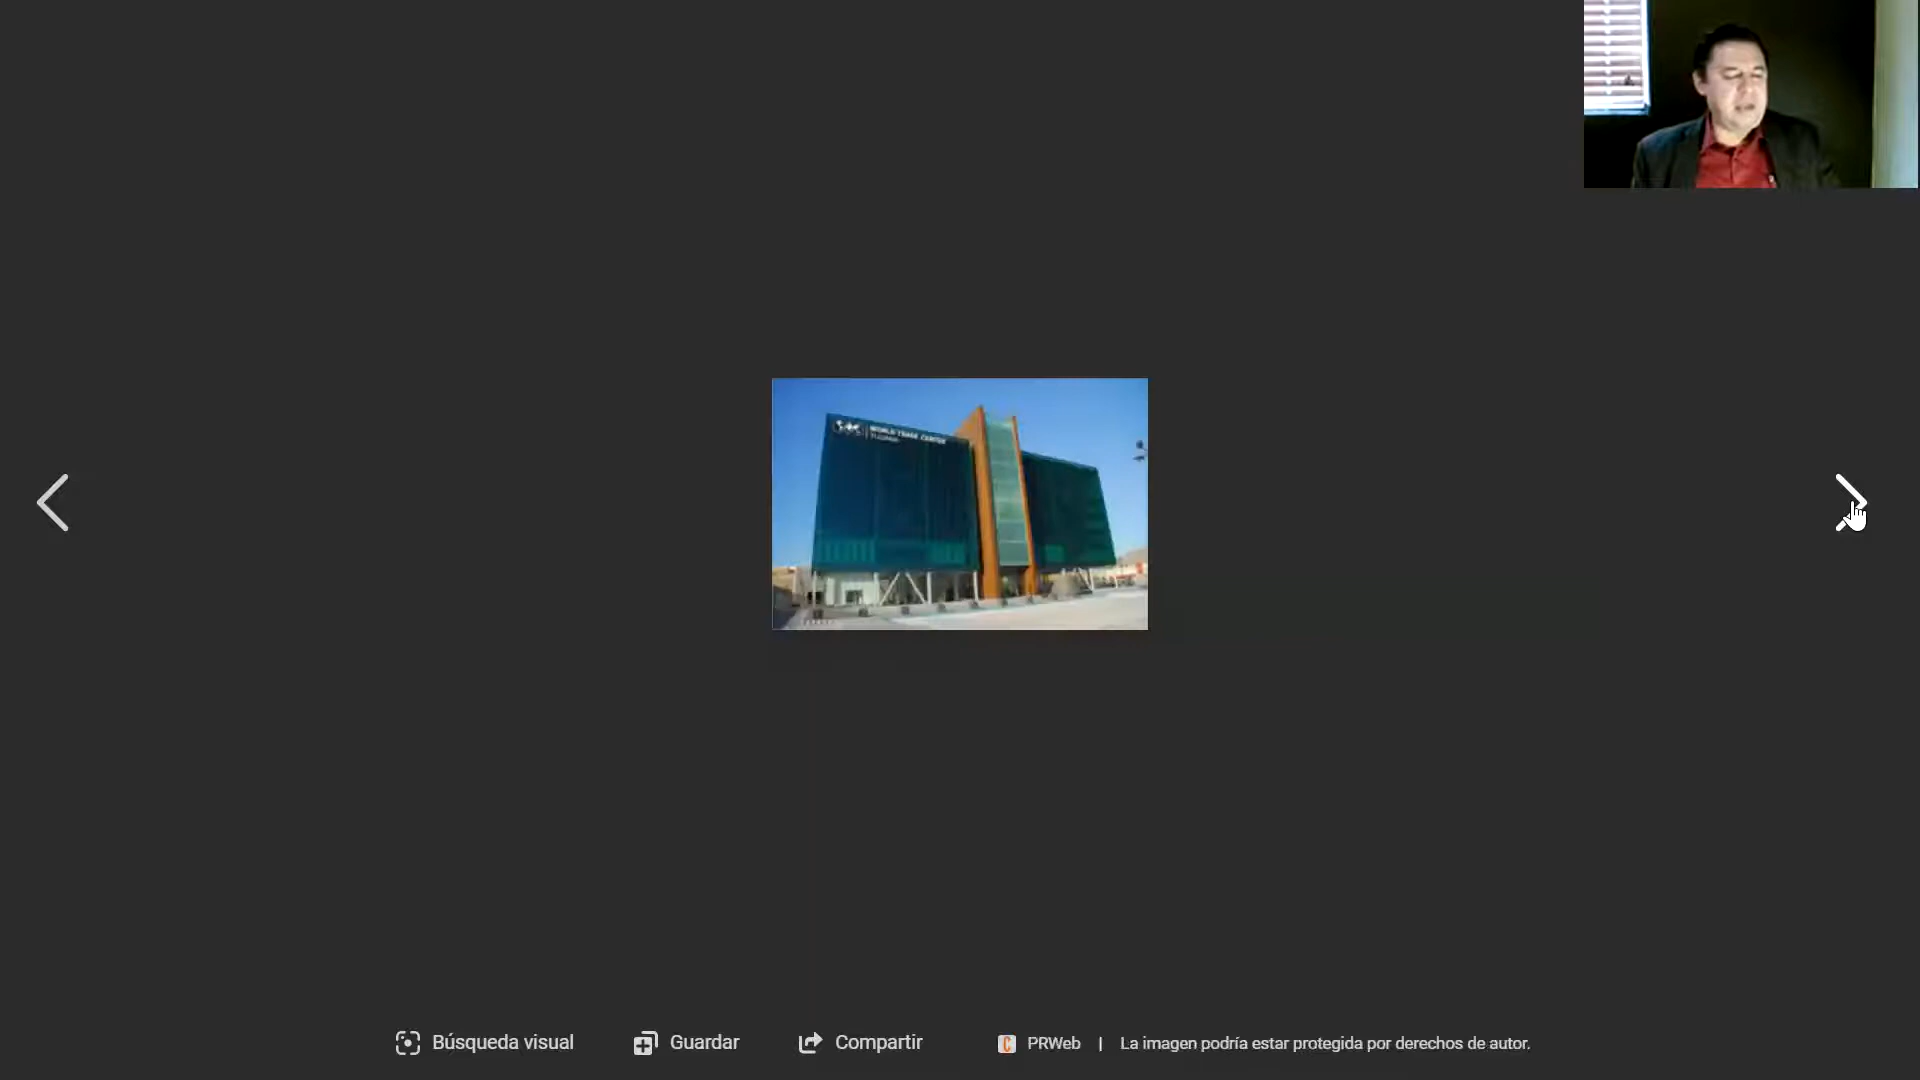 WORLD TRADE CENTER
Búsqueda visual
Guardar
Compartir
PRWeb | La imagen podría estar protegida por derechos de autor.